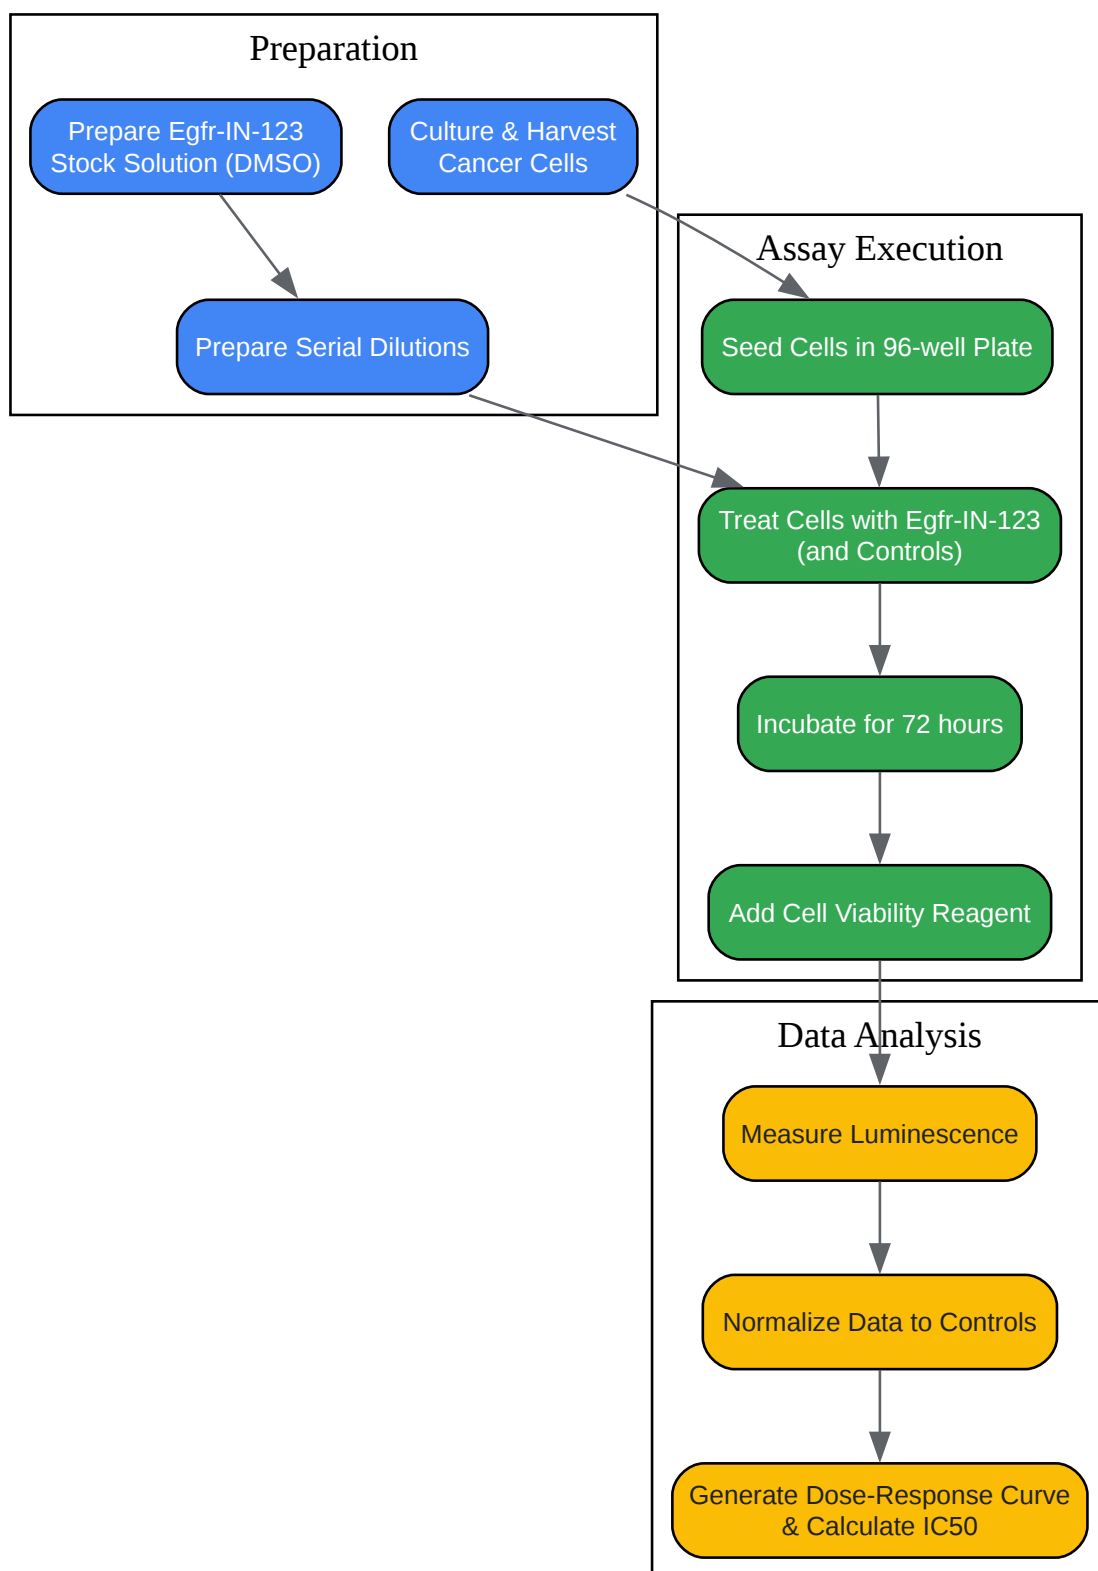 Preparation
Prepare Egfr-IN-123
Stock Solution (DMSO)
Culture & Harvest
Cancer Cells
Prepare Serial Dilutions
Assay Execution
Seed Cells in 96-well Plate
Treat Cells with Egfr-IN-123
(and Controls)
Incubate for 72 hours
Add Cell Viability Reagent
Data Analysis
Measure Luminescence
Normalize Data to Controls
Generate Dose-Response Curve
& Calculate IC50